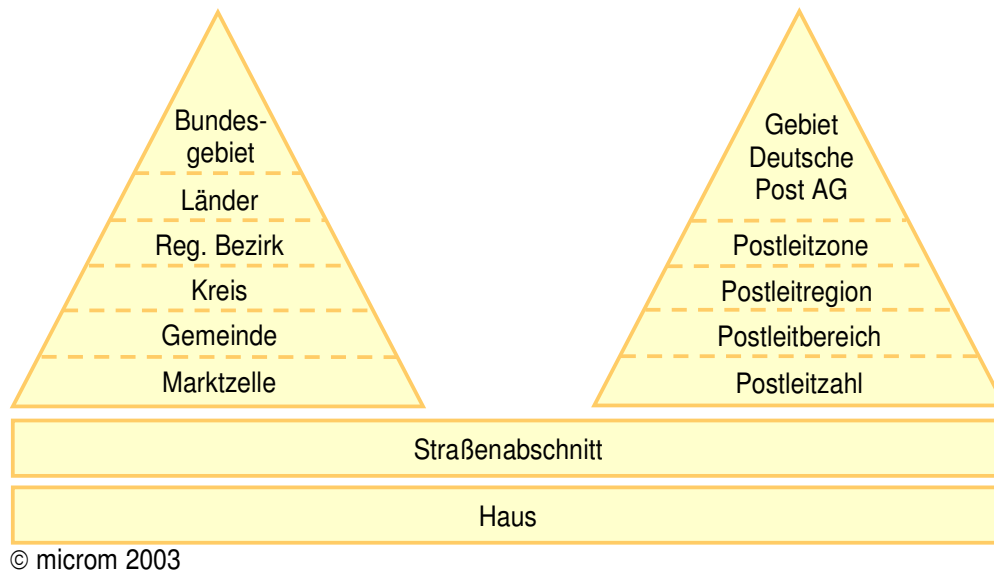 Bundes-
gebiet
Länder
Reg. Bezirk
Kreis
Gemeinde
Marktzelle
Gebiet
Deutsche
Post AG
Postleitzone
Postleitregion
Postleitbereich
Postleitzahl
Straßenabschnitt
Haus
© microm 2003